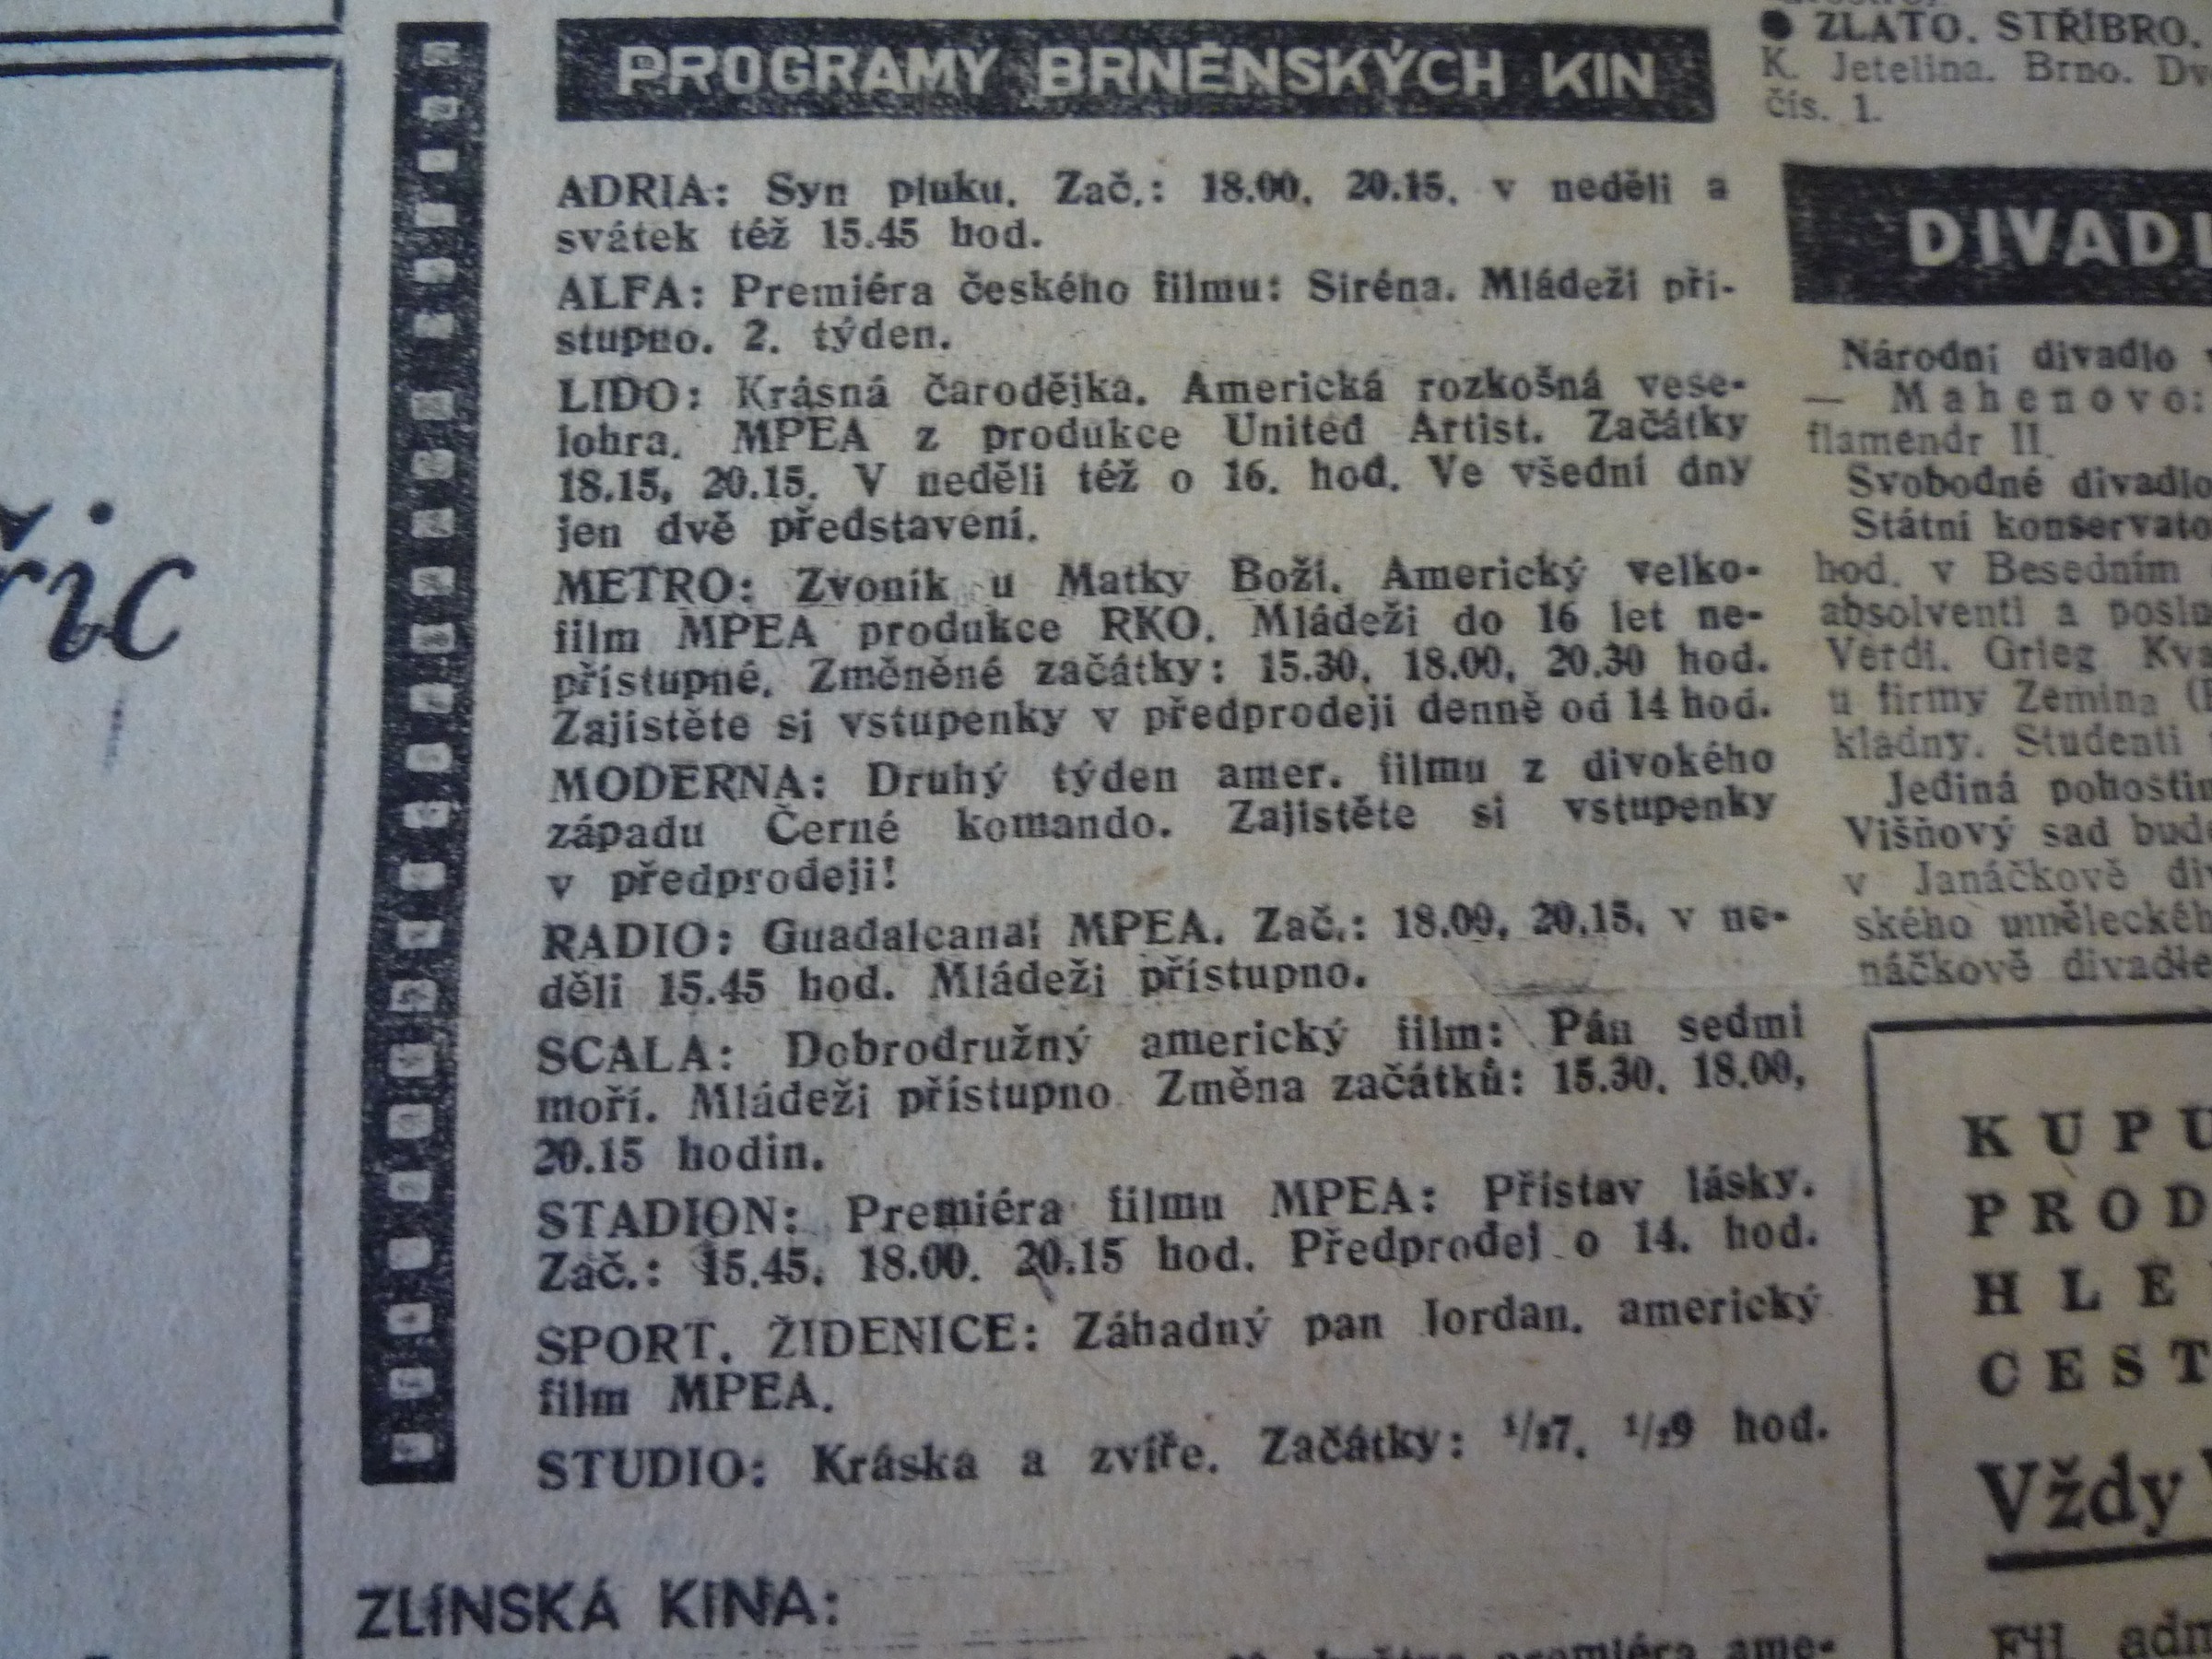 PROGRAMY BRNĚNSKÝCH KIN
ADRIA: Syn pluku. Zač.: 18.00, 20.15, v neděli a
svátek též 15.45 hod.
ALFA: Premiéra českého filmu: Siréna. Mládeži pří-
stupno. 2. týden.
LIDO: Krásná čarodějka. Americká rozkošná vese-
lohra. MPEA z produkce United Artist. Začátky
18.15, 20.15. V neděli též o 16. hod. Ve všední dny
jen dvě představení.
METRO: Zvoník u Matky Boží. Americký velko-
film MPEA produkce RKO. Mládeži do 16 let ne-
přístupné. Změněné začátky: 15.30, 18.00, 20.30 hod.
Zajistěte si vstupenky v předprodeji denně od 14 hod.
MODERNA: Druhý týden amer. filmu z divokého
západu Černé komando. Zajistěte si vstupenky
v předprodeji!
RADIO: Guadalcanal MPEA. Zač.: 18.00, 20.15, v ne-
děli 15.45 hod. Mládeži přístupno.
SCALA: Dobrodružný americký film: Pán sedmi
moří. Mládeži přístupno. Změna začátků: 15.30, 18.00,
20.15 hodin.
STADION: Premiéra filmu MPEA: Přístav lásky.
Zač.: 15.45, 18.00, 20.15 hod. Předprodej o 14. hod.
SPORT, ŽIDENICE: Záhadný pan Jordan, americký
film MPEA.
STUDIO: Kráska a zvíře. Začátky: 1/27, 1/29 hod.
ZLÍNSKÁ KINA:
premiéra ame-
řic
● ZLATO, STŘÍBRO,
K. Jetelina. Brno. Dv
čís. 1.
DIVADL
Národní divadlo v
— Mahenovo:
flamendr II.
Svobodné divadlo
Státní konservato
hod. v Besedním
absolventi a poslu
Verdi, Grieg Kva
u firmy Zemina (
kladny. Studenti
Jediná pohostin
Višňový sad bud
v Janáčkově div
ského uměleckéh
náčkově divadle
KUPU
PROD
HLE
CEST
Vždy
adm